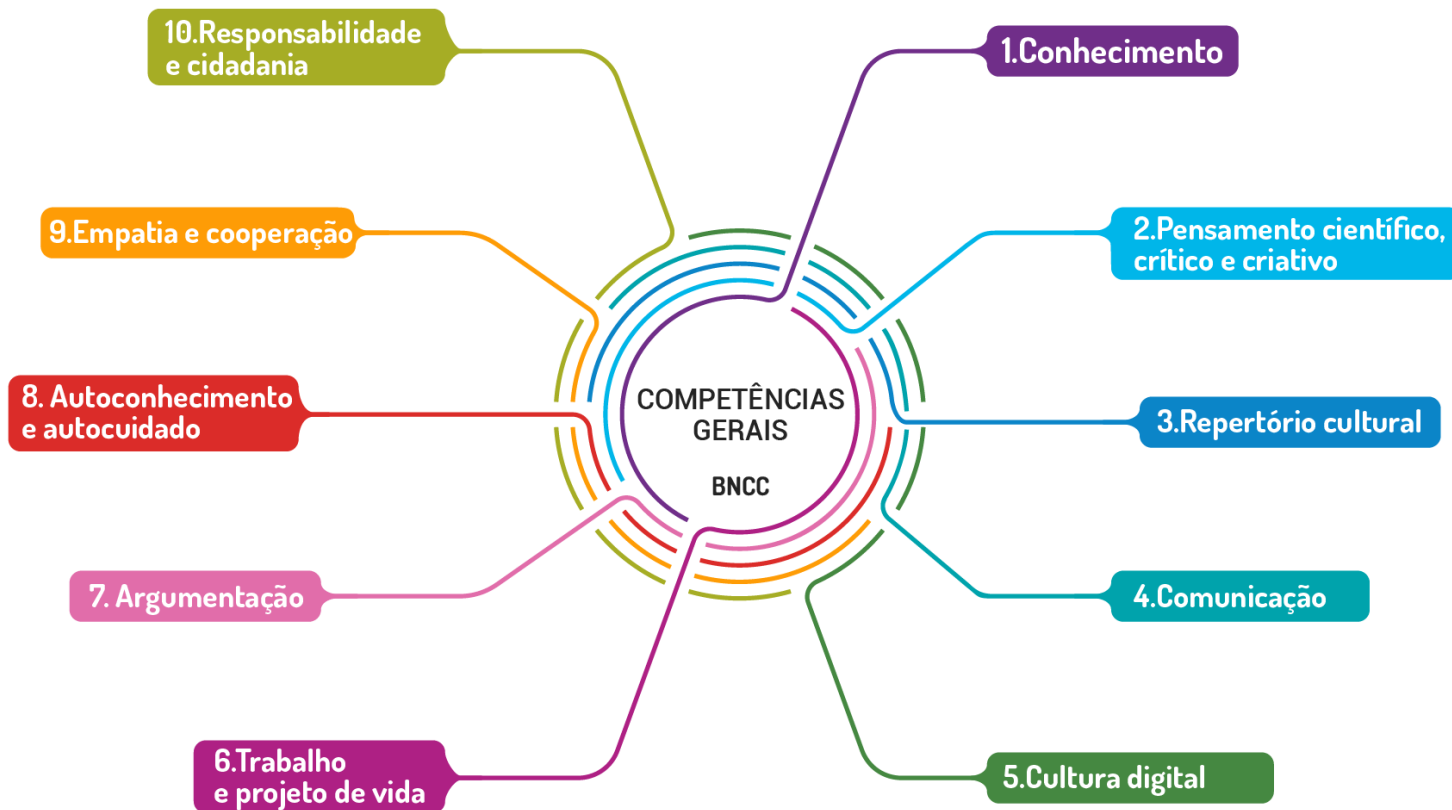 COMPETÊNCIAS
GERAIS
BNCC
1.Conhecimento
2.Pensamento científico,
crítico e criativo
3.Repertório cultural
4.Comunicação
5.Cultura digital
6.Trabalho
e projeto de vida
7. Argumentação
8. Autoconhecimento
e autocuidado
9.Empatia e cooperação
10.Responsabilidade
e cidadania